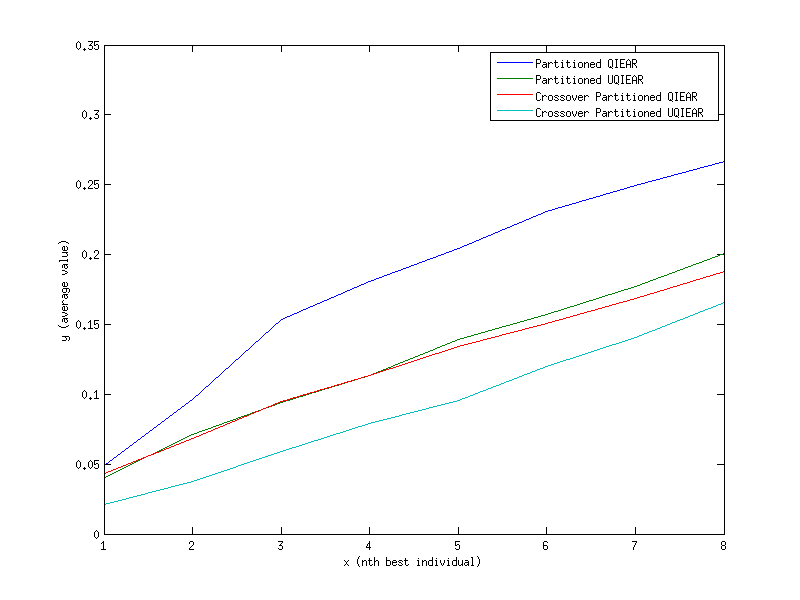 0.35
0.3
0.25
0.2
0.15
0.1
0.05
0
y (average value)
Partitioned QIEAR
Partitioned UQIEAR
Crossover Partitioned QIEAR
Crossover Partitioned UQIEAR
1 2 3 4 5 6 7 8
x (nth best individual)